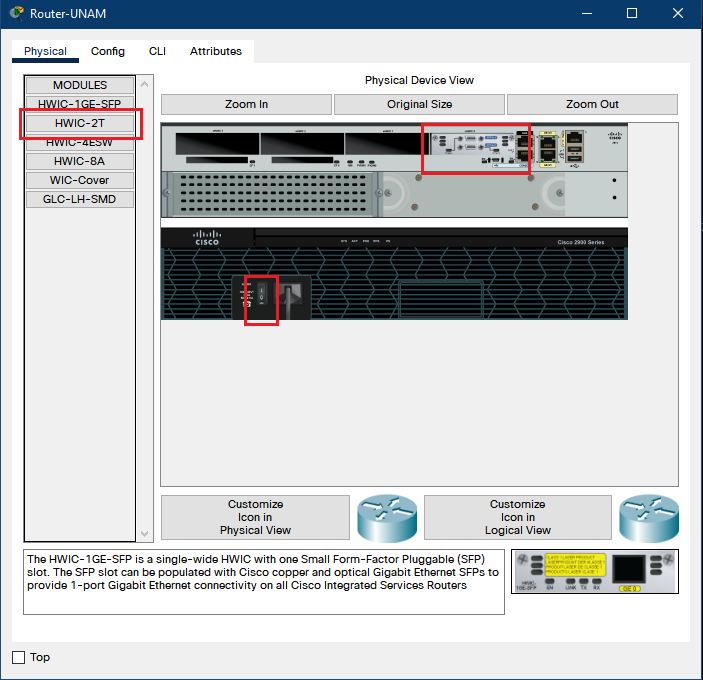 Router-UNAM
Physical
Config
CLI
Attributes
MODULES
HWIC-1GE-SFP
HWIC-2T
HWIC-4ESW
HWIC-8A
WIC-Cover
GLC-LH-SMD
Physical Device View
Zoom In
Original Size
Zoom Out
CISCO
Cisco 2900 Series
Customize
Icon in
Physical View
Customize
Icon in
Logical View
The HWIC-1GE-SFP is a single-wide HWIC with one Small Form-Factor Pluggable (SFP)
slot. The SFP slot can be populated with Cisco copper and optical Gigabit Ethernet SFPs to
provide 1-port Gigabit Ethernet connectivity on all Cisco Integrated Services Routers
CLASS 1 LASER PRODUCT
HWIC-
1GE-SFP
EN
LINK
TX
RX
GE 0
Top